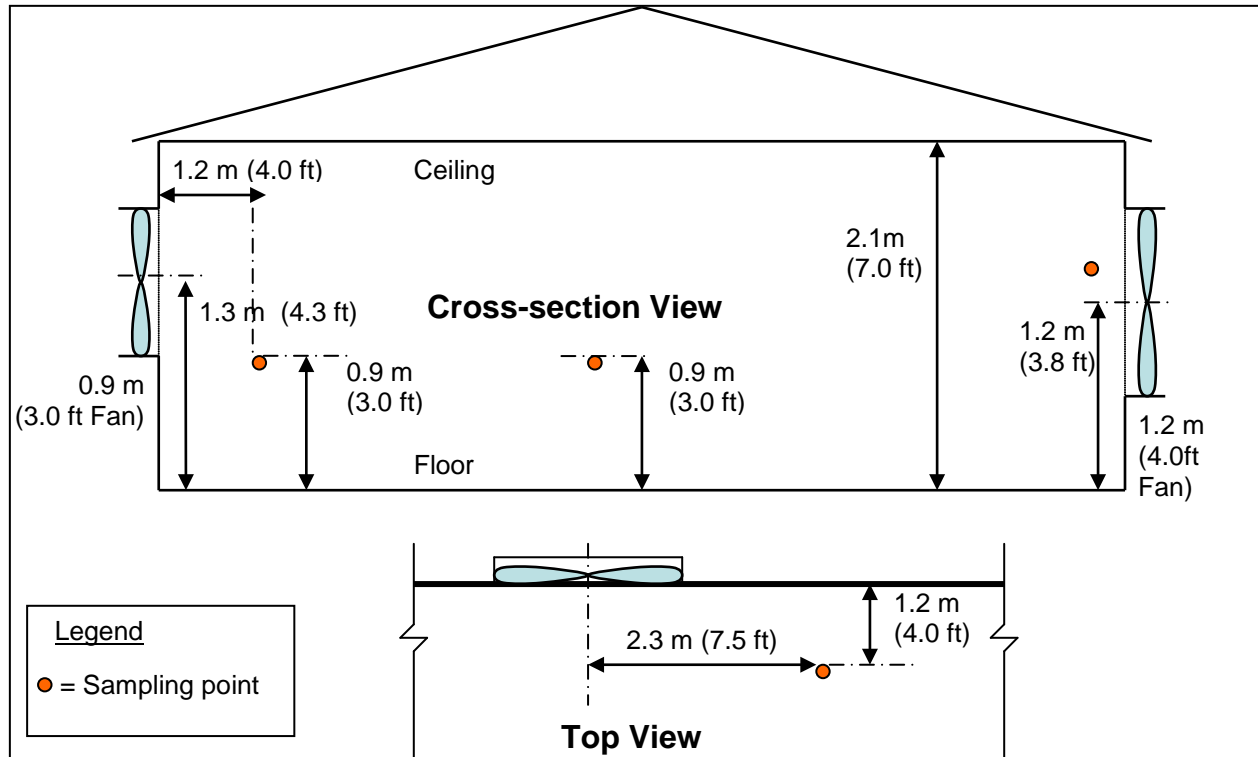 1.2 m (4.0 ft)
Ceiling
2.1m
(7.0 ft)
1.3 m (4.3 ft)
Cross-section View
1.2 m
(3.8 ft)
0.9 m
(3.0 ft Fan)
0.9 m
(3.0 ft)
0.9 m
(3.0 ft)
1.2 m
(4.0ft
Fan)
Floor
1.2 m
(4.0 ft)
2.3 m (7.5 ft)
Legend
= Sampling point
Top View